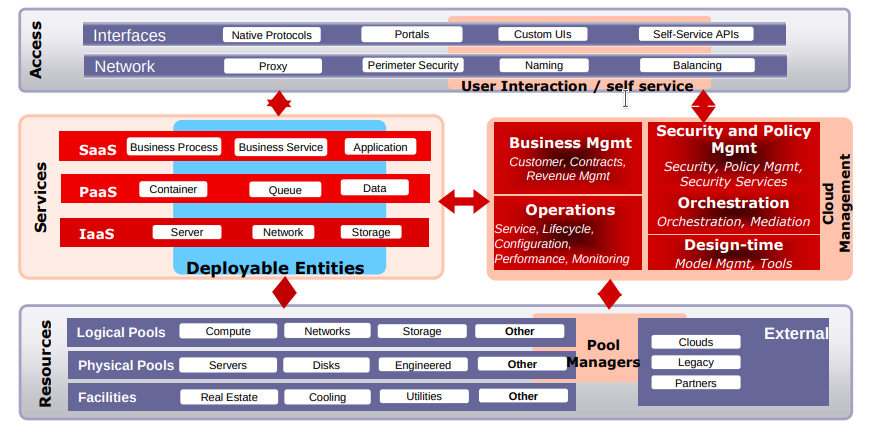 Access
Interfaces
Native Protocols
Portals
Custom UIs
Self-Service APIs
Network
Proxy
Perimeter Security
Naming
Balancing
User Interaction / self service
Services
SaaS
Business Process
Business Service
Application
PaaS
Container
Queue
Data
IaaS
Server
Network
Storage
Deployable Entities
Business Mgmt
Customer, Contracts,
Revenue Mgmt
Operations
Service, Lifecycle,
Configuration,
Performance, Monitoring
Security and Policy
Mgmt
Security, Policy Mgmt,
Security Services
Orchestration
Orchestration, Mediation
Design-time
Model Mgmt, Tools
Cloud
Management
Resources
Logical Pools
Compute
Networks
Storage
Other
Physical Pools
Servers
Disks
Engineered
Other
Facilities
Real Estate
Cooling
Utilities
Other
Pool
Managers
External
Clouds
Legacy
Partners